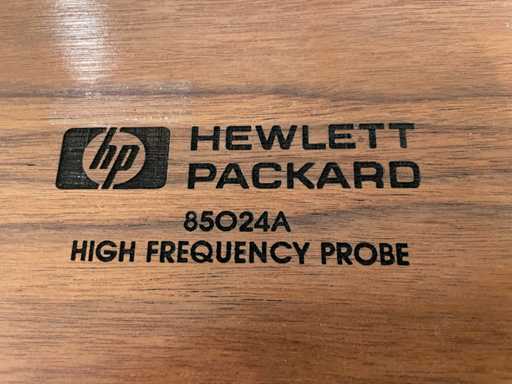 hp HEWLETT
PACKARD
85024A
HIGH FREQUENCY PROBE